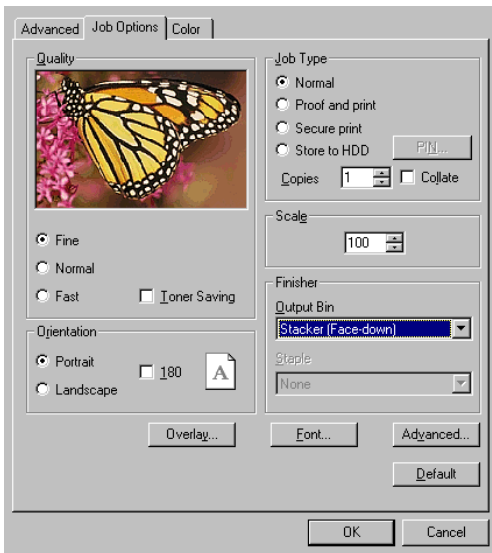 Advanced Job Options Color
Quality
Fine
Normal
Fast Toner Saving
Orientation
Portrait 180 A
Landscape
Job Type
Normal
Proof and print
Secure print
Store to HDD PIN...
Copies 1 Collate
Scale
100
Finisher
Output Bin
Stacker (Face-down)
Staple
None
Overlay... Font... Advanced...
Default
OK Cancel